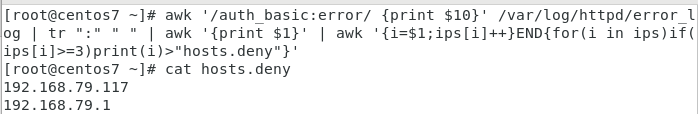 [root@centos7 ~]# awk '/auth_basic:error/ {print $10}' /var/log/httpd/error_l
og | tr ":" " " | awk '{print $1}' | awk '{i=$1;ips[i]++}END{for(i in ips)if(
ips[i]>=3)print(i)>"hosts.deny"}'
[root@centos7 ~]# cat hosts.deny
192.168.79.117
192.168.79.1